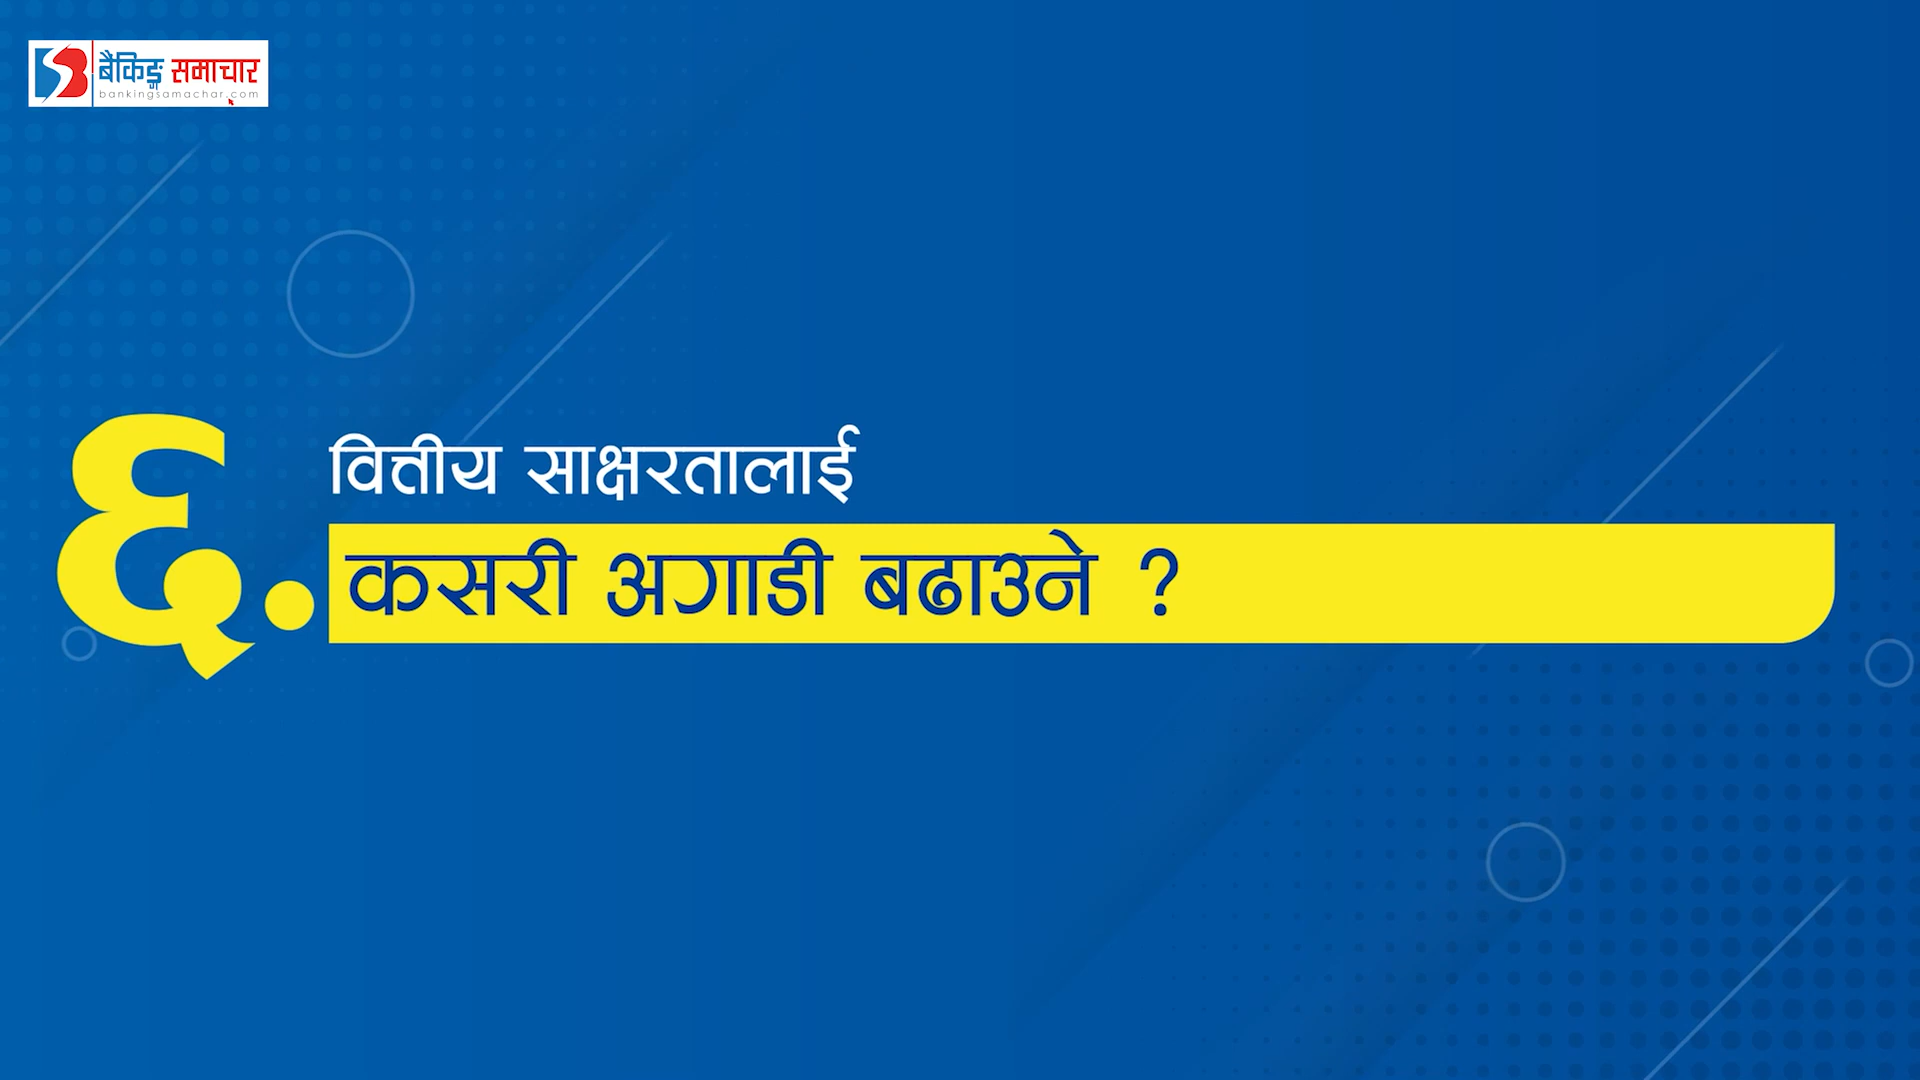 बैंकिङ्ग समाचार
bankingsamachar.com
६. वित्तीय साक्षरतालाई
कसरी अगाडी बढाउने ?